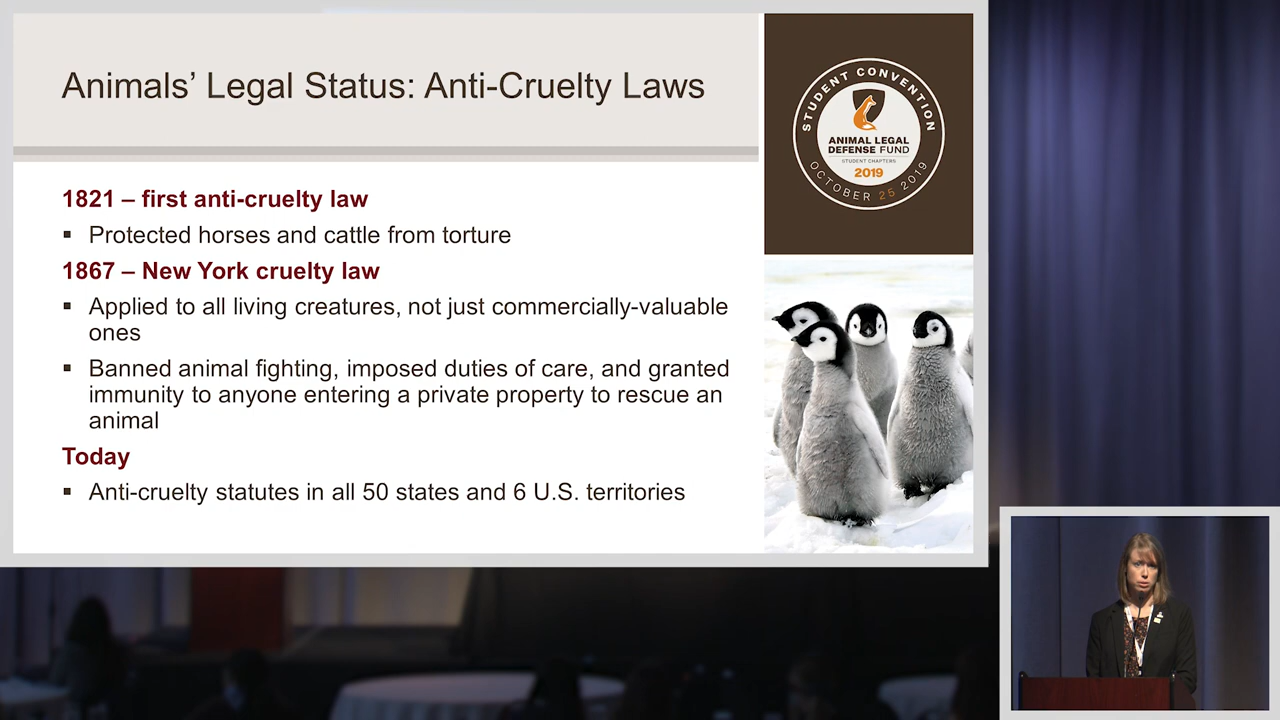 Animals’ Legal Status: Anti-Cruelty Laws
1821 – first anti-cruelty law
▪ Protected horses and cattle from torture
1867 – New York cruelty law
▪ Applied to all living creatures, not just commercially-valuable
ones
▪ Banned animal fighting, imposed duties of care, and granted
immunity to anyone entering a private property to rescue an
animal
Today
▪ Anti-cruelty statutes in all 50 states and 6 U.S. territories
STUDENT CONVENTION
ANIMAL LEGAL
DEFENSE FUND
STUDENT CHAPTERS
2019
OCTOBER 25 2019